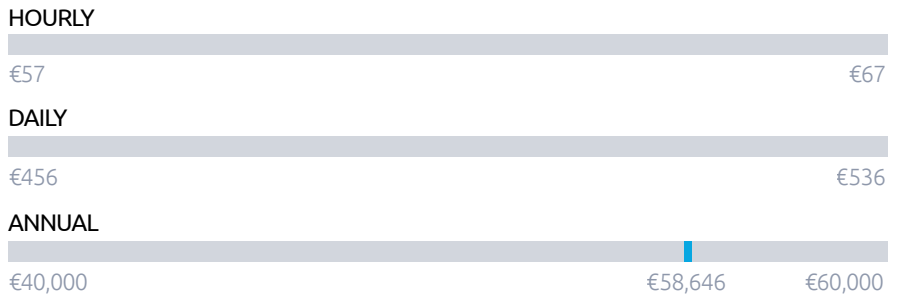 HOURLY
€57 €67
DAILY
€456 €536
ANNUAL
€40,000 €58,646 €60,000